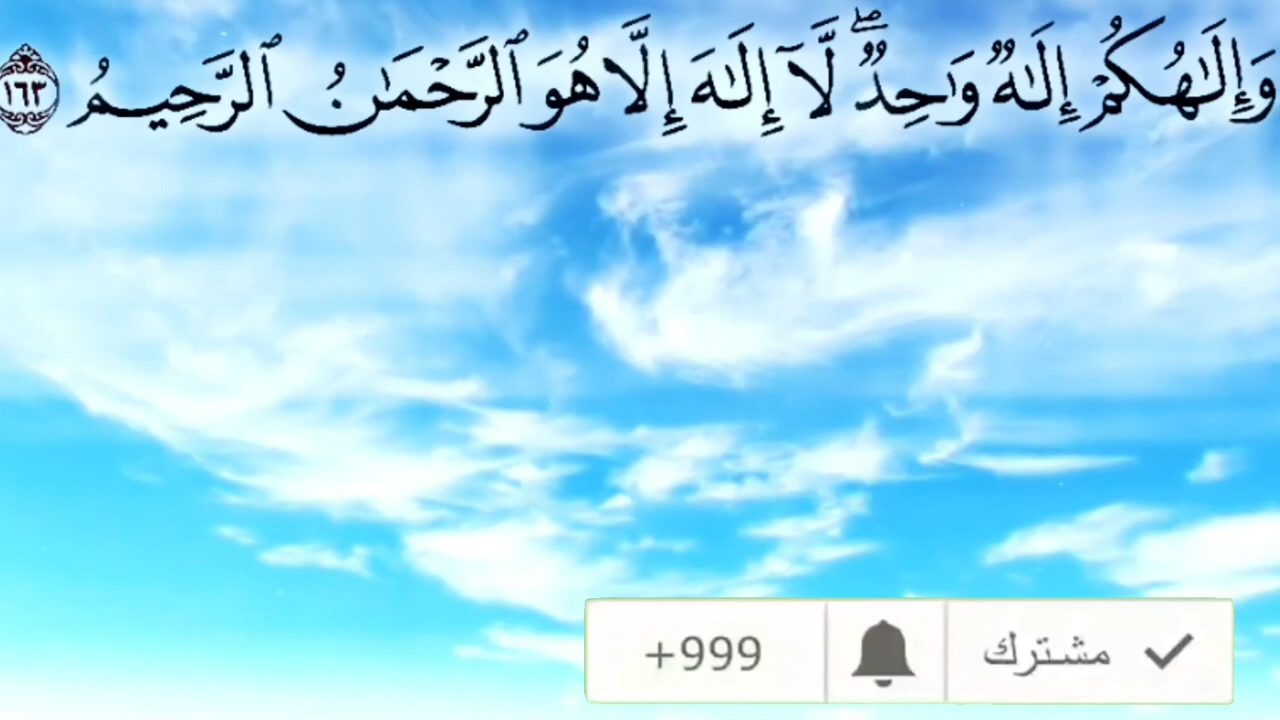 وَإِلَـٰهُكُمْ إِلَـٰهٌ وَٰحِدٌ ۖ لَّآ إِلَـٰهَ إِلَّا هُوَ ٱلرَّحْمَـٰنُ ٱلرَّحِيمُ ١٦٣
مشترك
+999